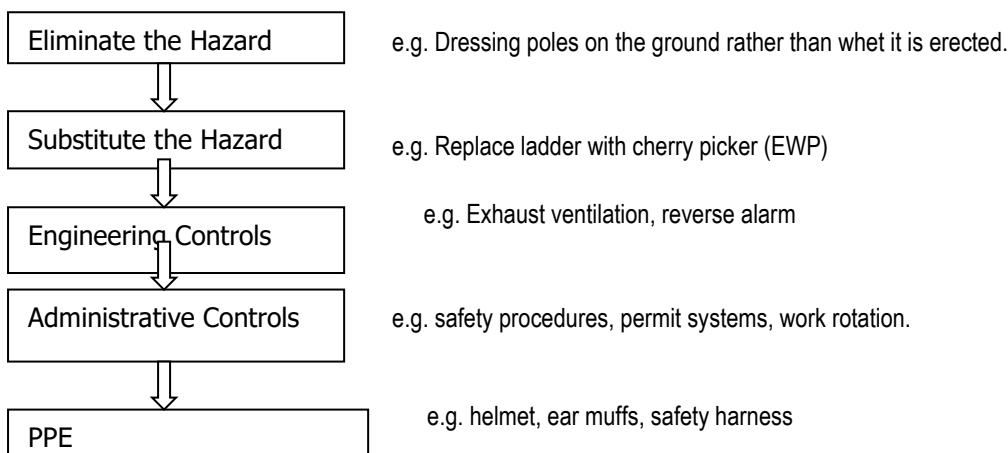 Eliminate the Hazard
e.g. Dressing poles on the ground rather than whet it is erected.
Substitute the Hazard
e.g. Replace ladder with cherry picker (EWP)
e.g. Exhaust ventilation, reverse alarm
Engineering Controls
Administrative Controls
e.g. safety procedures, permit systems, work rotation.
e.g. helmet, ear muffs, safety harness
PPE